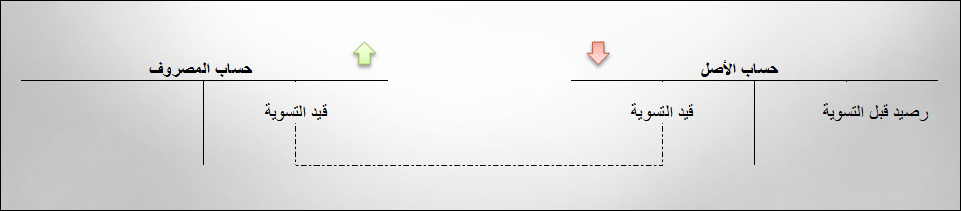 حساب الأصل
حساب المصروف
رصيد قبل التسوية
قيد التسوية
قيد التسوية